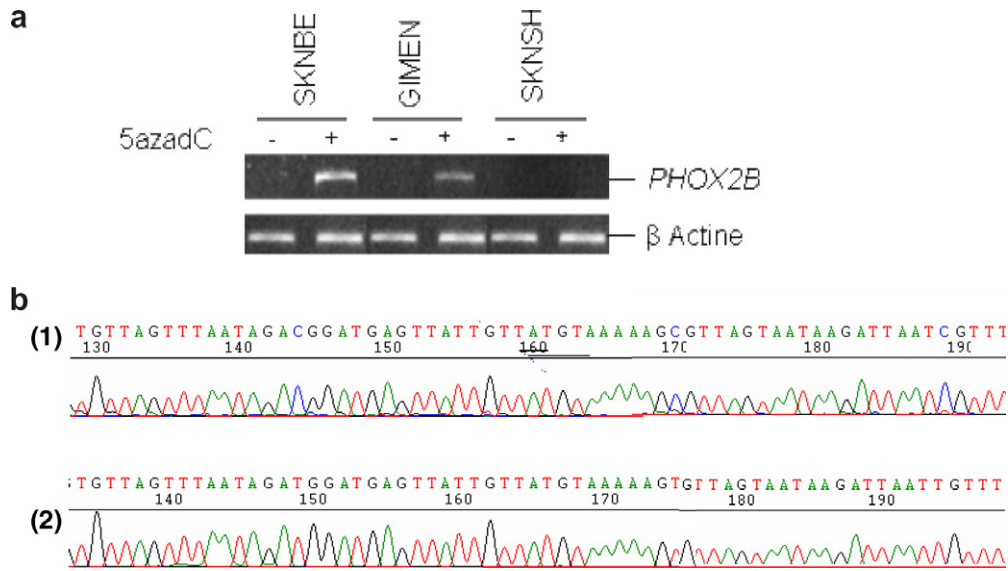 a
SKNBE GIMEN SKNSH
5azadC - + - + - +
PHOX2B
β Actine
b
(1) TGTTAGTTTAATAGACGGATGAGTTATTGTTATGTAAAAAGCGTTAGTAATAAGATTAATCGTTT
130 140 150 160 170 180 190
TGTTAGTTTAATAGATGGATGAGTTATTGTTATGTAAAAAGTGTTAGTAATAAGATTAATTGTTT
140 150 160 170 180 190
(2)